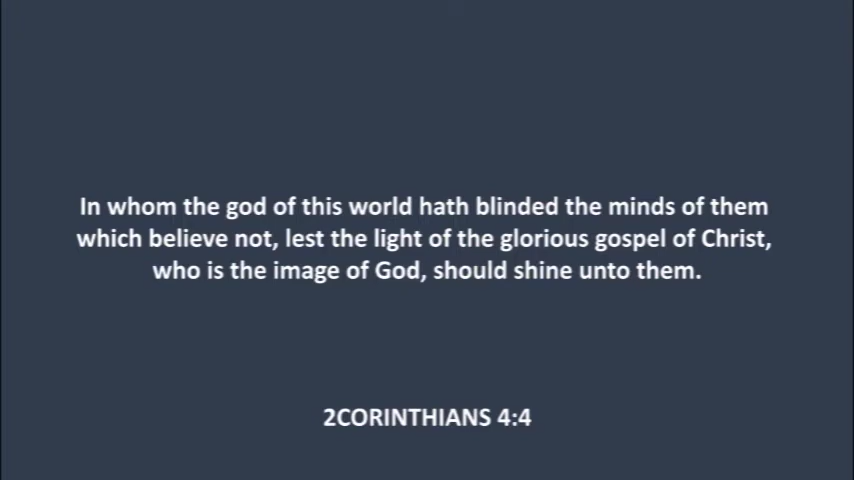 In whom the god of this world hath blinded the minds of them
which believe not, lest the light of the glorious gospel of Christ,
who is the image of God, should shine unto them.
2CORINTHIANS 4:4